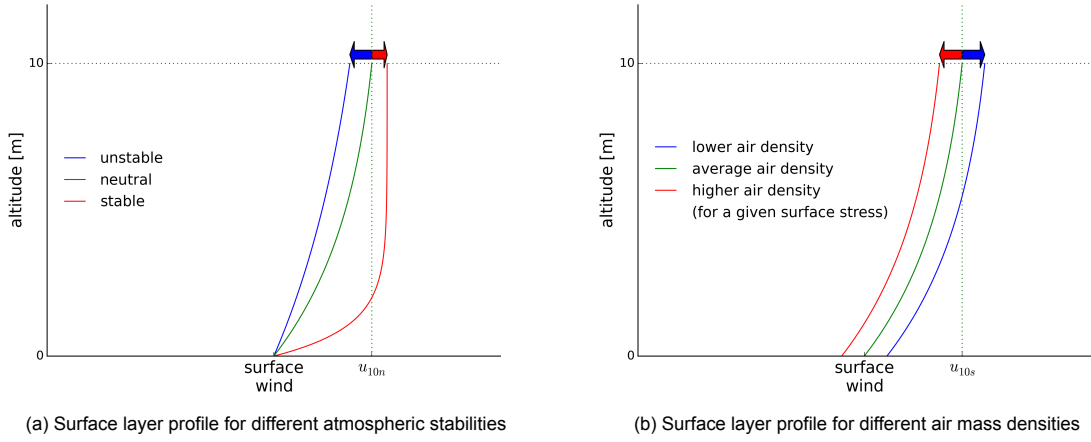 10
altitude [m]
unstable
neutral
stable
0
surface
wind
u10n
(a) Surface layer profile for different atmospheric stabilities
10
altitude [m]
lower air density
average air density
higher air density
(for a given surface stress)
0
surface
wind
u10s
(b) Surface layer profile for different air mass densities